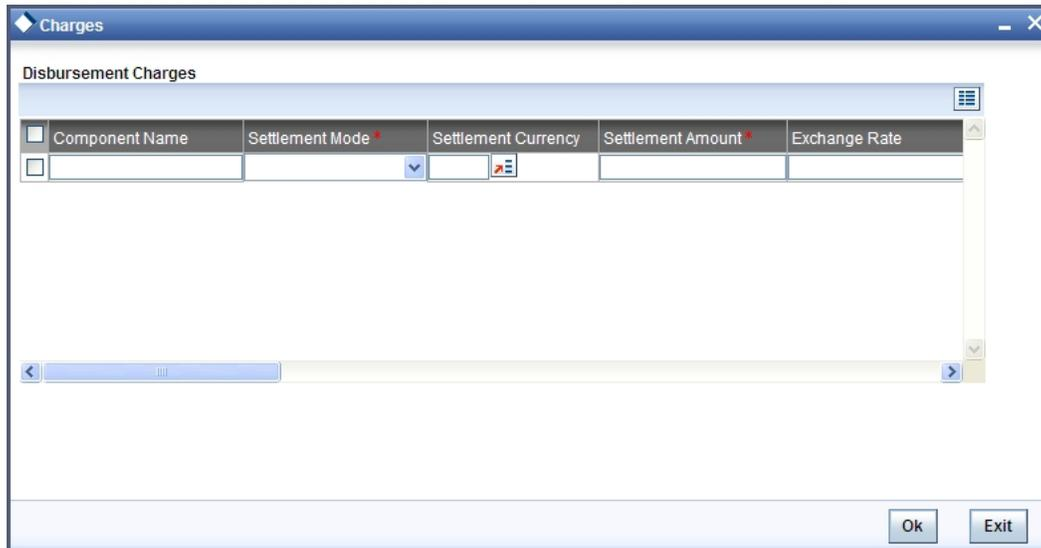 Charges
Disbursement Charges
Component Name Settlement Mode * Settlement Currency Settlement Amount * Exchange Rate
Ok Exit